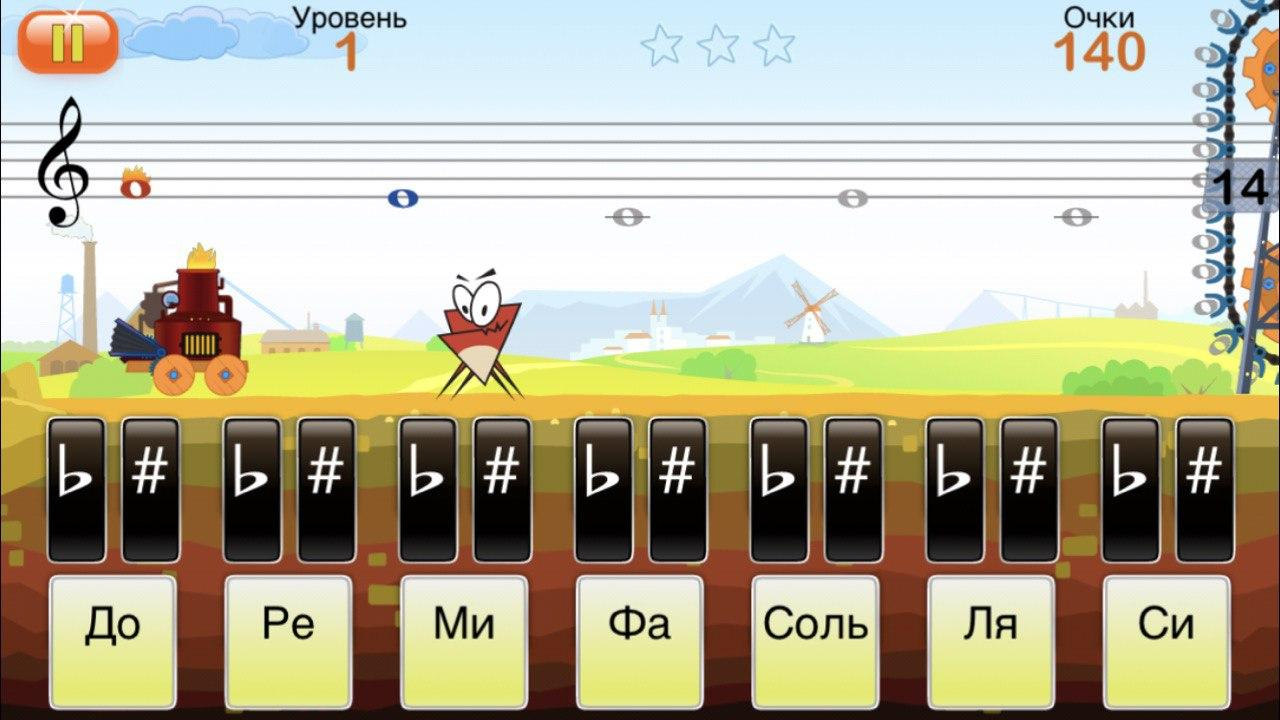 Уровень
1
Очки
140
14
♭ # ♭ # ♭ # ♭ # ♭ # ♭ # ♭ #
До Ре Ми Фа Соль Ля Си